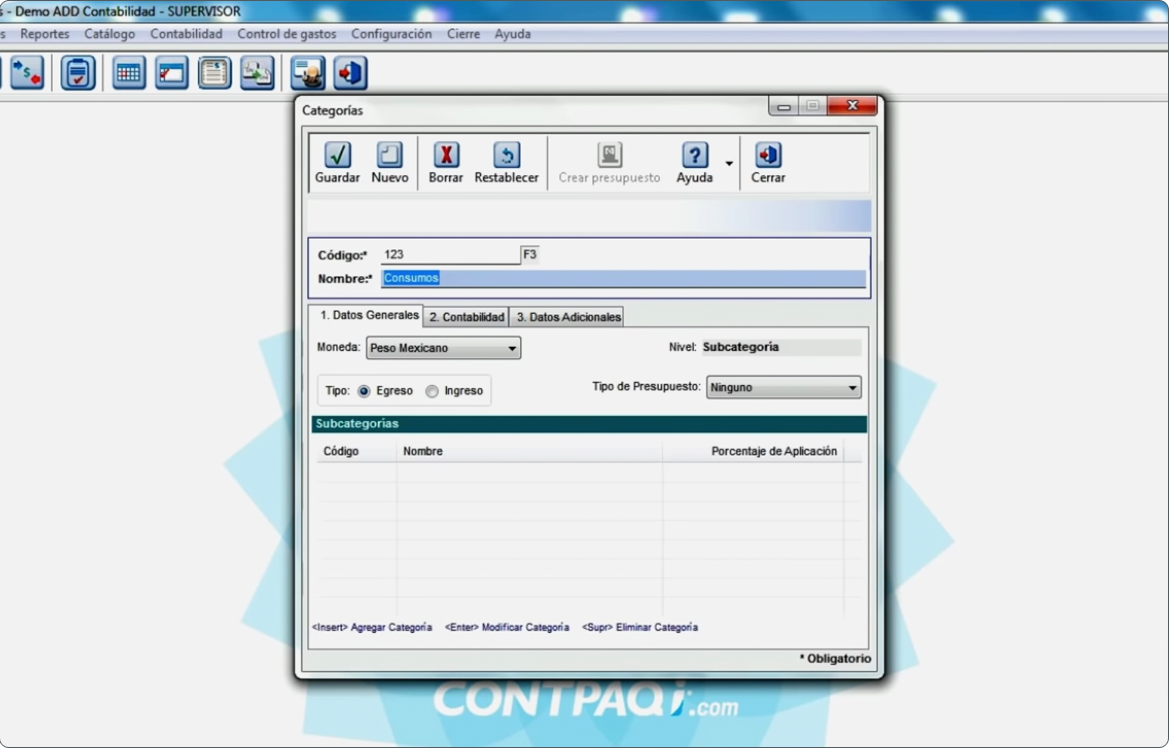 - Demo ADD Contabilidad - SUPERVISOR
s Reportes Catálogo Contabilidad Control de gastos Configuración Cierre Ayuda
Categorías
Guardar Nuevo Borrar Restablecer Crear presupuesto Ayuda Cerrar
Código:* 123 F3
Nombre:* Consumos
1. Datos Generales 2. Contabilidad 3. Datos Adicionales
Moneda: Peso Mexicano Nivel: Subcategoría
Tipo: Egreso Ingreso Tipo de Presupuesto: Ninguno
Subcategorías
Código Nombre Porcentaje de Aplicación
<Insert> Agregar Categoría <Enter> Modificar Categoría <Supr> Eliminar Categoría
* Obligatorio
CONTPAQi.com